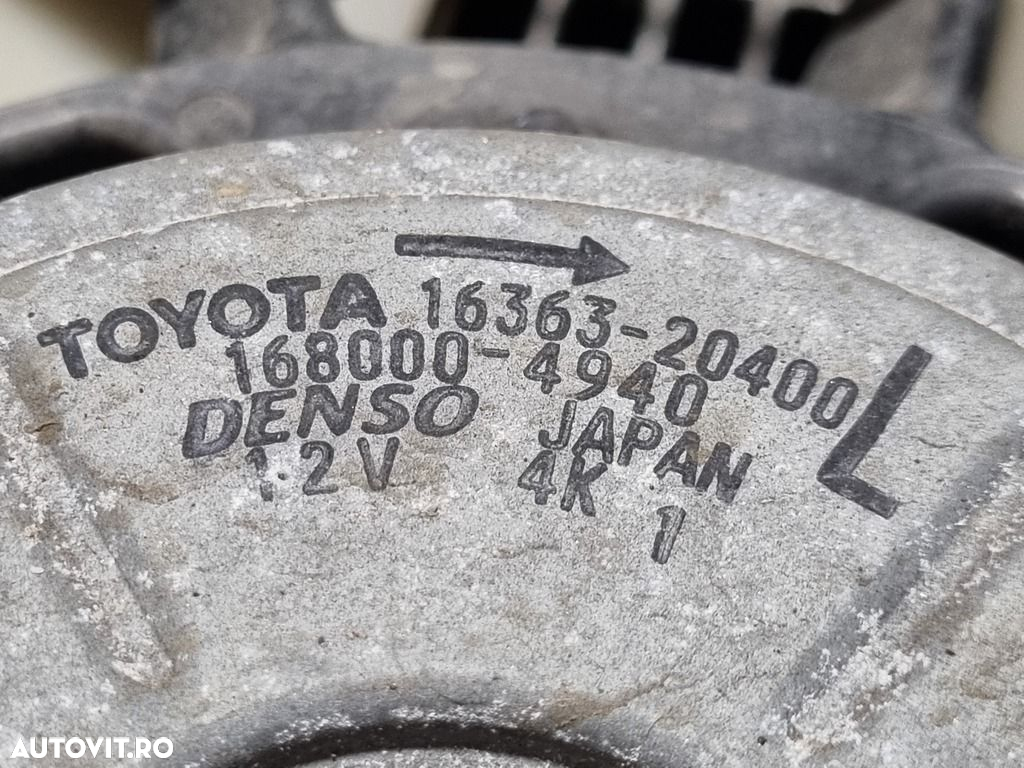 TOYOTA 16363-20400 L
168000-4940
DENSO JAPAN
12V 4K 1
AUTOVIT.RO